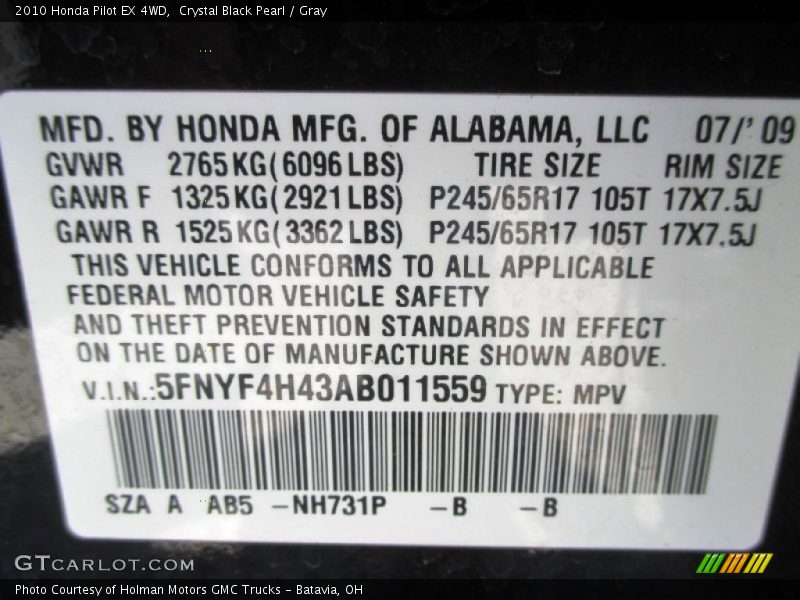 2010 Honda Pilot EX 4WD,  Crystal Black Pearl / Gray
MFD. BY HONDA MFG. OF ALABAMA, LLC 07/' 09
GVWR 2765KG(6096LBS) TIRE SIZE RIM SIZE
GAWR F 1325KG(2921LBS) P245/65R17 105T 17X7.5J
GAWR R 1525KG(3362LBS) P245/65R17 105T 17X7.5J
THIS VEHICLE CONFORMS TO ALL APPLICABLE
FEDERAL MOTOR VEHICLE SAFETY
AND THEFT PREVENTION STANDARDS IN EFFECT
ON THE DATE OF MANUFACTURE SHOWN ABOVE.
V.I.N.:5FNYF4H43AB011559 TYPE: MPV
SZA A AB5 -NH731P -B -B
GTCARLOT.COM
Photo Courtesy of Holman Motors GMC Trucks - Batavia, OH